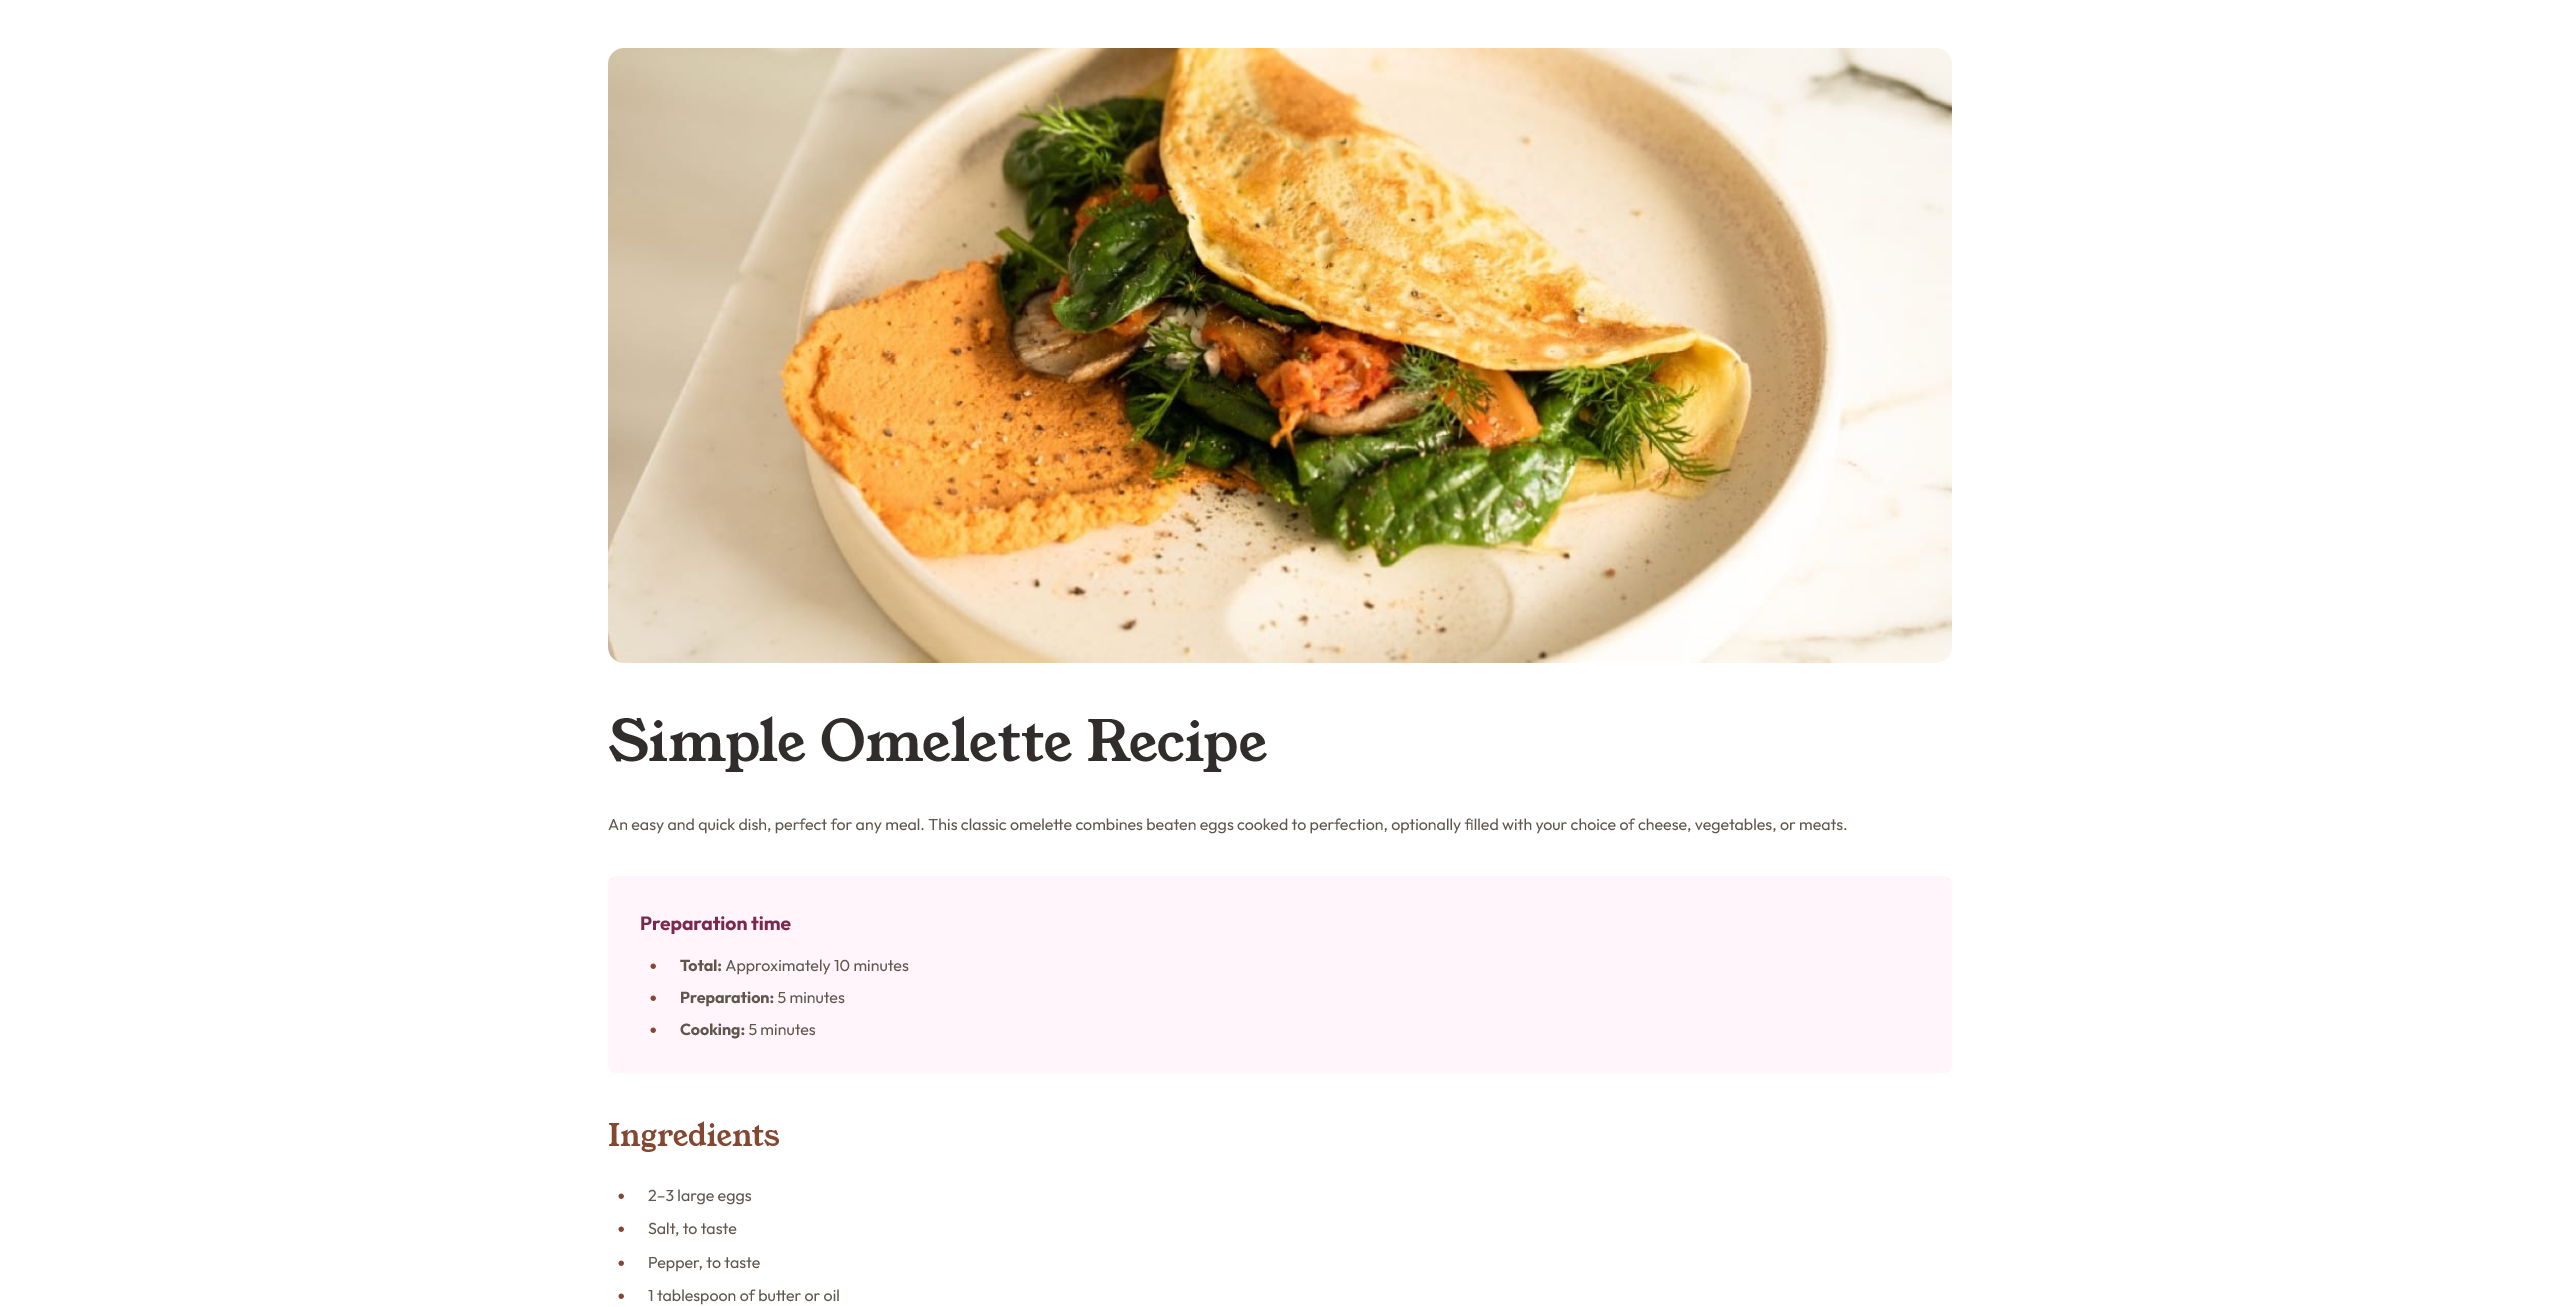 Simple Omelette Recipe
An easy and quick dish, perfect for any meal. This classic omelette combines beaten eggs cooked to perfection, optionally filled with your choice of cheese, vegetables, or meats.
Preparation time
• Total: Approximately 10 minutes
• Preparation: 5 minutes
• Cooking: 5 minutes
Ingredients
• 2–3 large eggs
• Salt, to taste
• Pepper, to taste
• 1 tablespoon of butter or oil